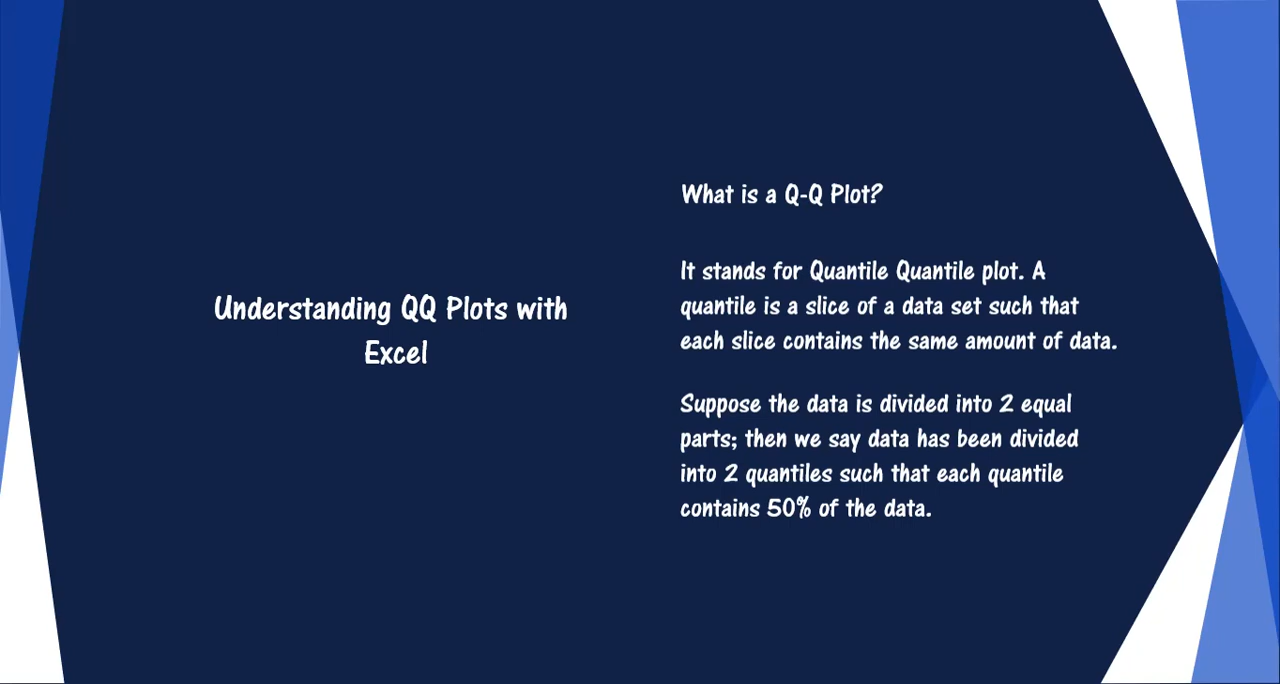 Understanding QQ Plots with
Excel
What is a Q-Q Plot?
It stands for Quantile Quantile plot. A
quantile is a slice of a data set such that
each slice contains the same amount of data.
Suppose the data is divided into 2 equal
parts; then we say data has been divided
into 2 quantiles such that each quantile
contains 50% of the data.